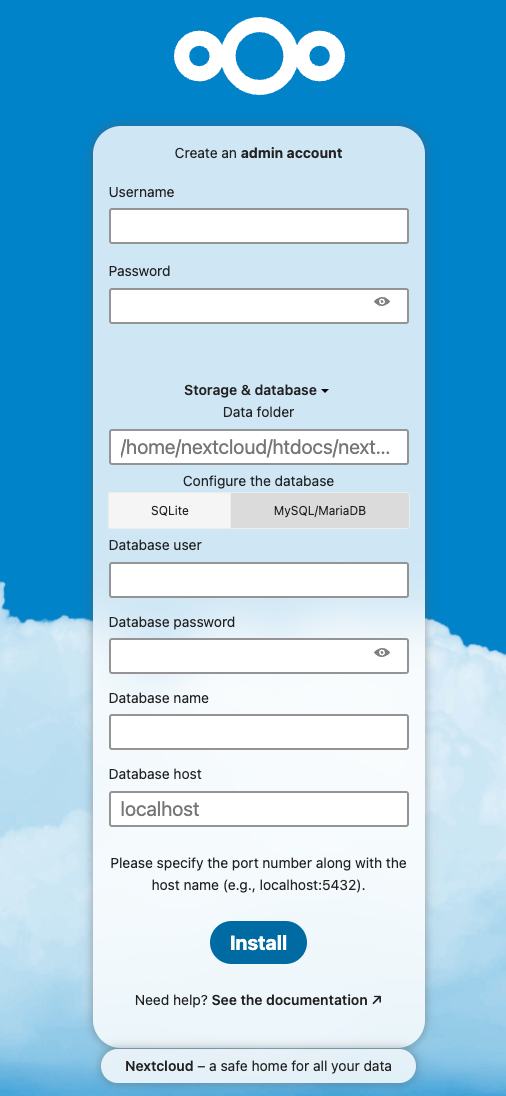 Create an admin account
Username
Password
Storage & database
Data folder
/home/nextcloud/htdocs/next...
Configure the database
SQLite MySQL/MariaDB
Database user
Database password
Database name
Database host
localhost
Please specify the port number along with the
host name (e.g., localhost:5432).
Install
Need help? See the documentation ↗
Nextcloud – a safe home for all your data